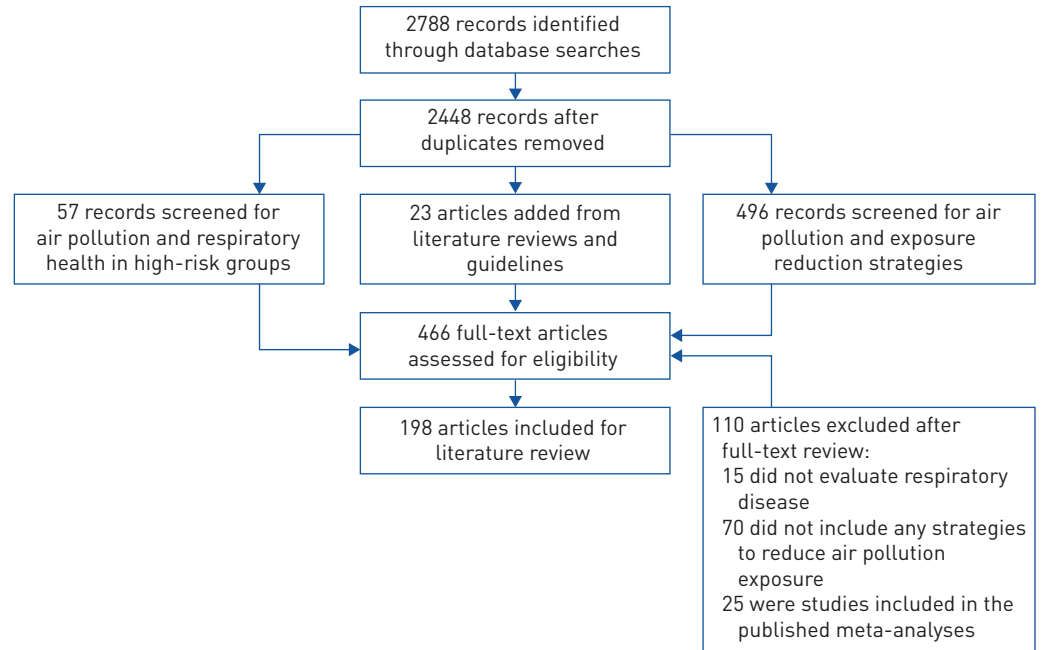 2788 records identified
through database searches
2448 records after
duplicates removed
57 records screened for
air pollution and respiratory
health in high-risk groups
23 articles added from
literature reviews and
guidelines
496 records screened for air
pollution and exposure
reduction strategies
466 full-text articles
assessed for eligibility
198 articles included for
literature review
110 articles excluded after
full-text review:
15 did not evaluate respiratory
disease
70 did not include any strategies
to reduce air pollution
exposure
25 were studies included in the
published meta-analyses